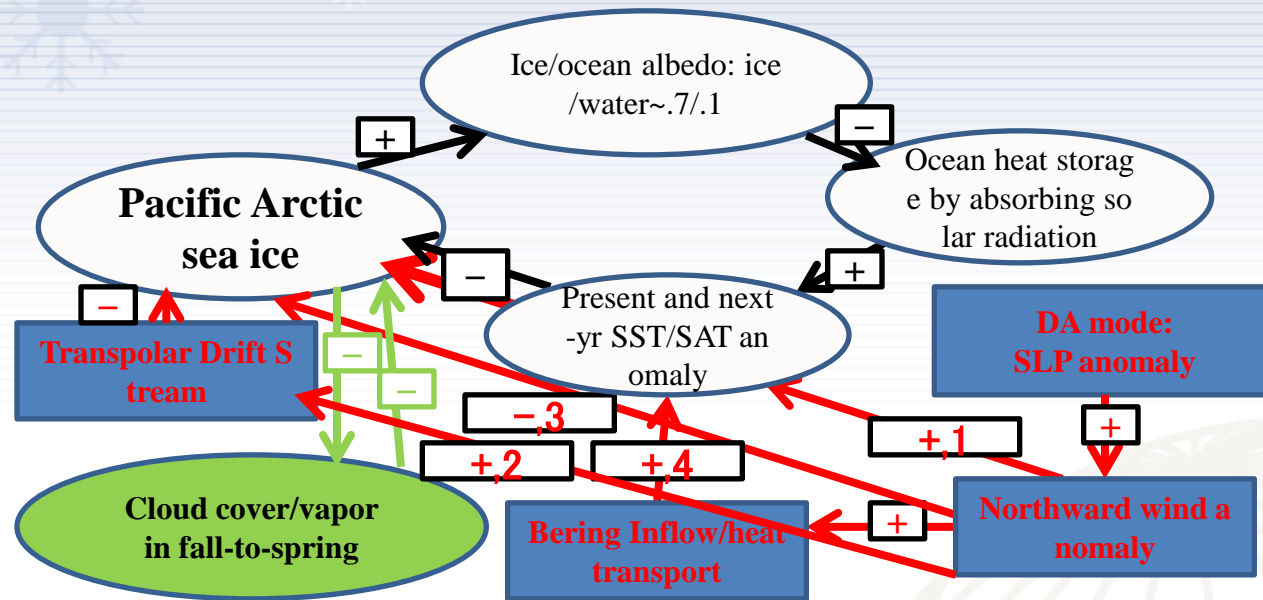 Ice/ocean albedo: ice
/water~.7/.1
+
−
Pacific Arctic
sea ice
Ocean heat storag
e by absorbing so
lar radiation
−
+
−
Present and next
-yr SST/SAT an
omaly
DA mode:
SLP anomaly
Transpolar Drift S
tream
−
−
−,3
+,1
+
+,2
+,4
Cloud cover/vapor
in fall-to-spring
Bering Inflow/heat
transport
+
Northward wind a
nomaly